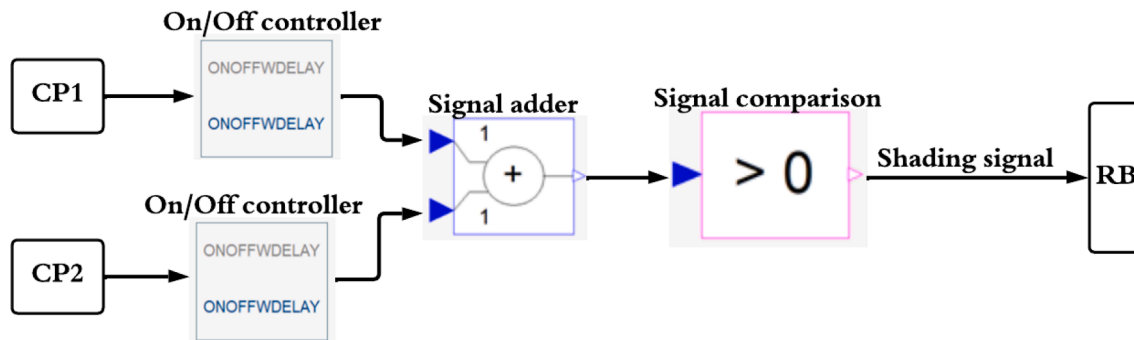 On/Off controller
ONOFFWDELAY
ONOFFWDELAY
CP1
On/Off controller
ONOFFWDELAY
ONOFFWDELAY
CP2
Signal adder
1
+
1
Signal comparison
> 0
Shading signal
RB